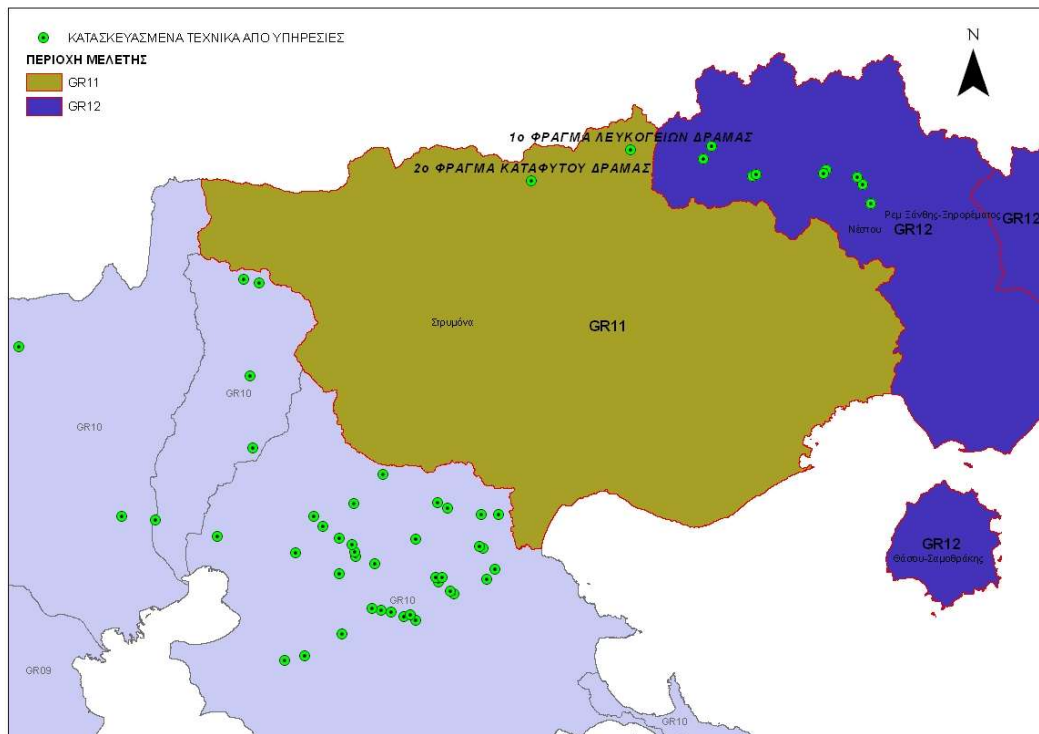 ΚΑΤΑΣΚΕΥΑΣΜΕΝΑ ΤΕΧΝΙΚΑ ΑΠΟ ΥΠΗΡΕΣΙΕΣ
ΠΕΡΙΟΧΗ ΜΕΛΕΤΗΣ
GR11
GR12
N
1ο ΦΡΑΓΜΑ ΛΕΥΚΟΓΕΙΩΝ ΔΡΑΜΑΣ
2ο ΦΡΑΓΜΑ ΚΑΤΑΦΥΤΟΥ ΔΡΑΜΑΣ
Ρεμ Ξάνθης-Ξηρορέματος
GR12
Νέστου
GR12
Στρυμόνα
GR11
GR10
GR10
GR12
Θάσου-Σαμοθράκης
GR10
GR09
GR10